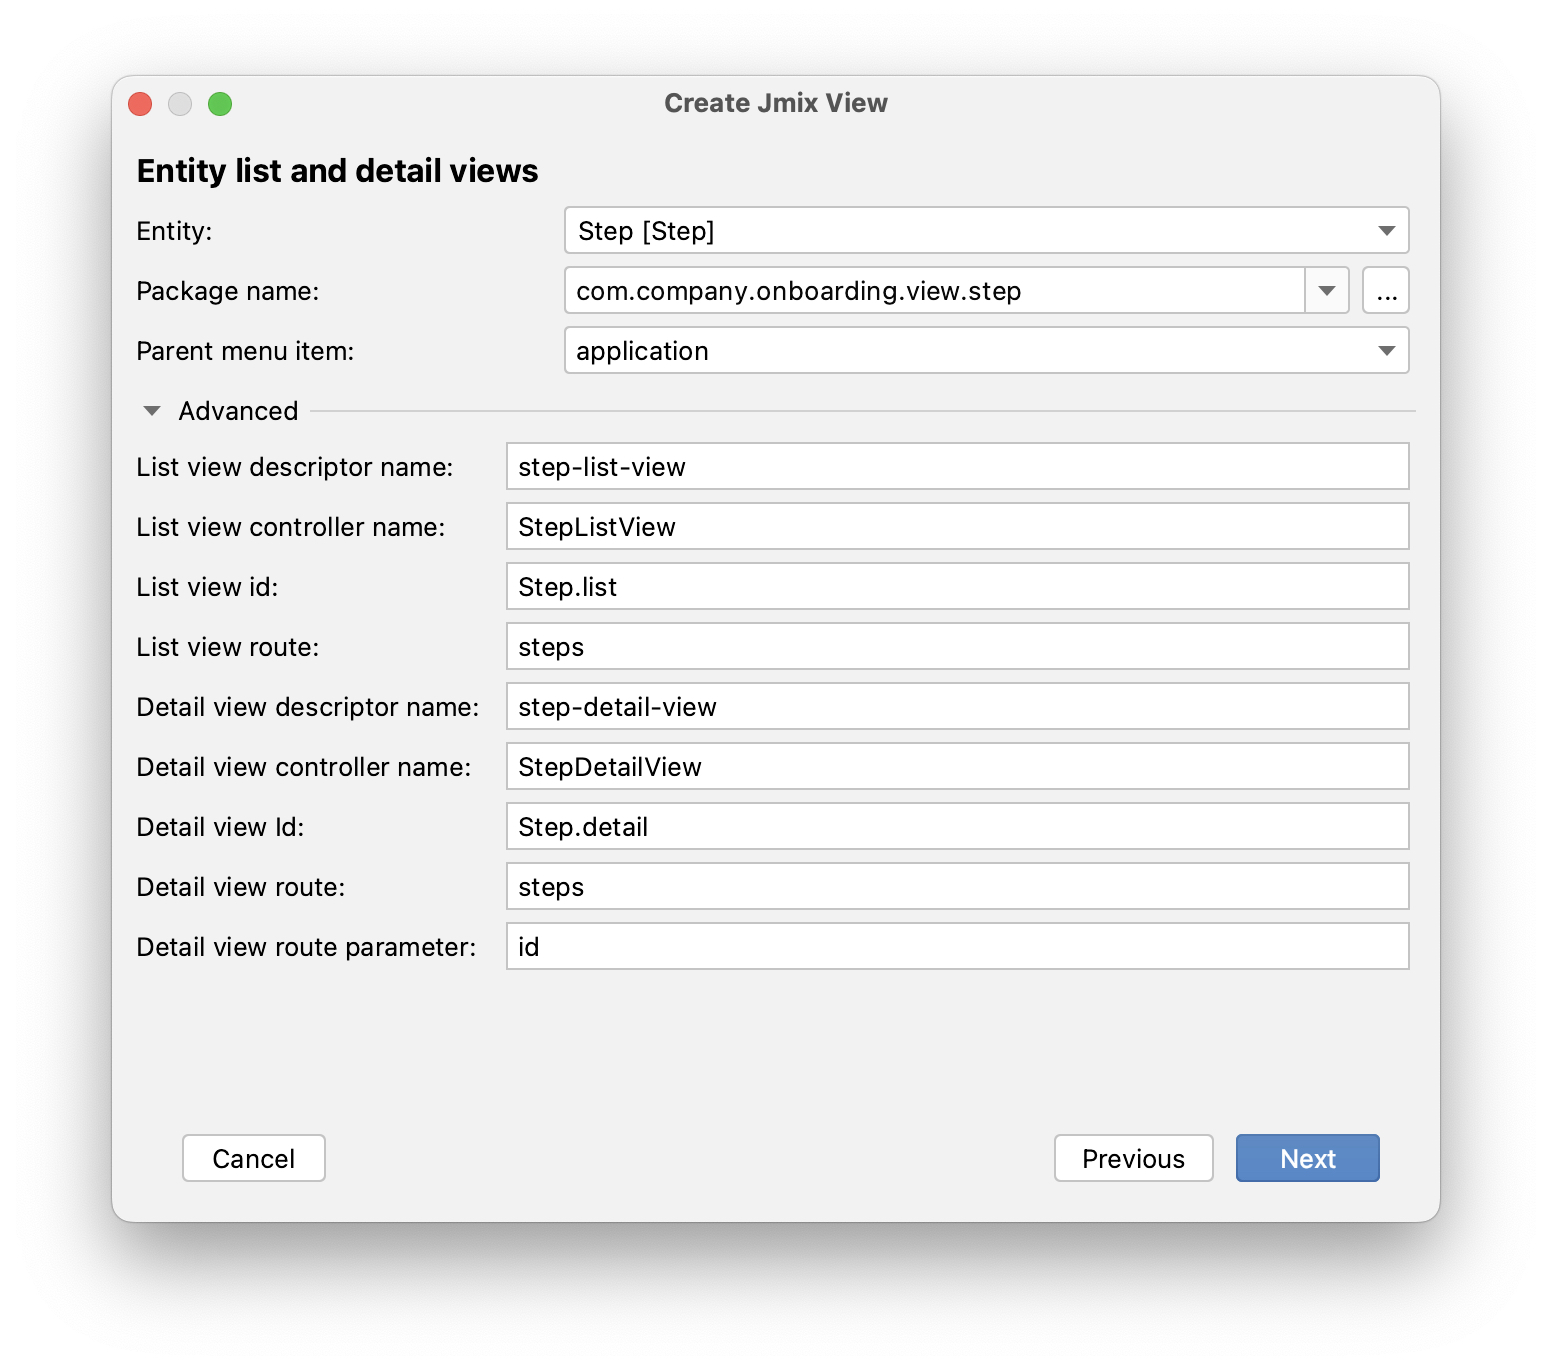 Create Jmix View
Entity list and detail views
Entity: Step [Step]
Package name: com.company.onboarding.view.step ...
Parent menu item: application
Advanced
List view descriptor name: step-list-view
List view controller name: StepListView
List view id: Step.list
List view route: steps
Detail view descriptor name: step-detail-view
Detail view controller name: StepDetailView
Detail view Id: Step.detail
Detail view route: steps
Detail view route parameter: id
Cancel Previous Next